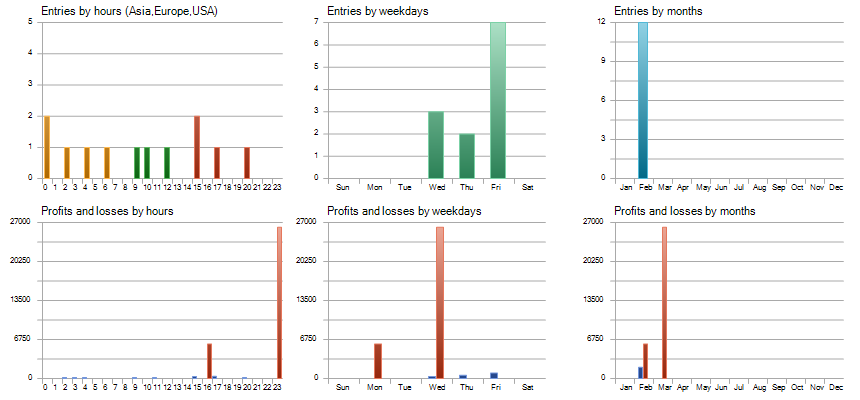 Entries by hours (Asia,Europe,USA)
5
4
3
2
1
0
0 1 2 3 4 5 6 7 8 9 10 11 12 13 14 15 16 17 18 19 20 21 22 23
Entries by weekdays
7
6
5
4
3
2
1
0
Sun Mon Tue Wed Thu Fri Sat
Entries by months
12
9
6
3
0
Jan Feb Mar Apr May Jun Jul Aug Sep Oct Nov Dec
Profits and losses by hours
27000
20250
13500
6750
0
0 1 2 3 4 5 6 7 8 9 10 11 12 13 14 15 16 17 18 19 20 21 22 23
Profits and losses by weekdays
27000
20250
13500
6750
0
Sun Mon Tue Wed Thu Fri Sat
Profits and losses by months
27000
20250
13500
6750
0
Jan Feb Mar Apr May Jun Jul Aug Sep Oct Nov Dec